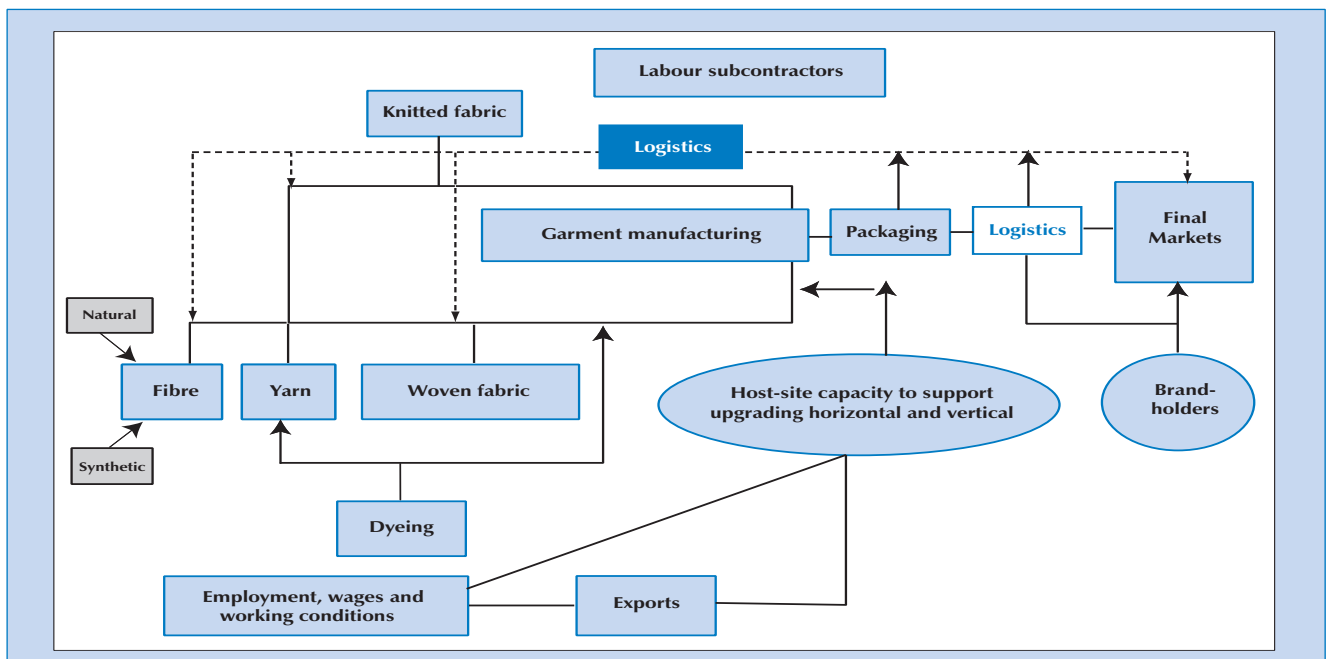 Labour subcontractors
Knitted fabric
Logistics
Garment manufacturing
Packaging
Logistics
Final
Markets
Natural
Fibre
Yarn
Woven fabric
Host-site capacity to support
upgrading horizontal and vertical
Brand-
holders
Synthetic
Dyeing
Employment, wages and
working conditions
Exports